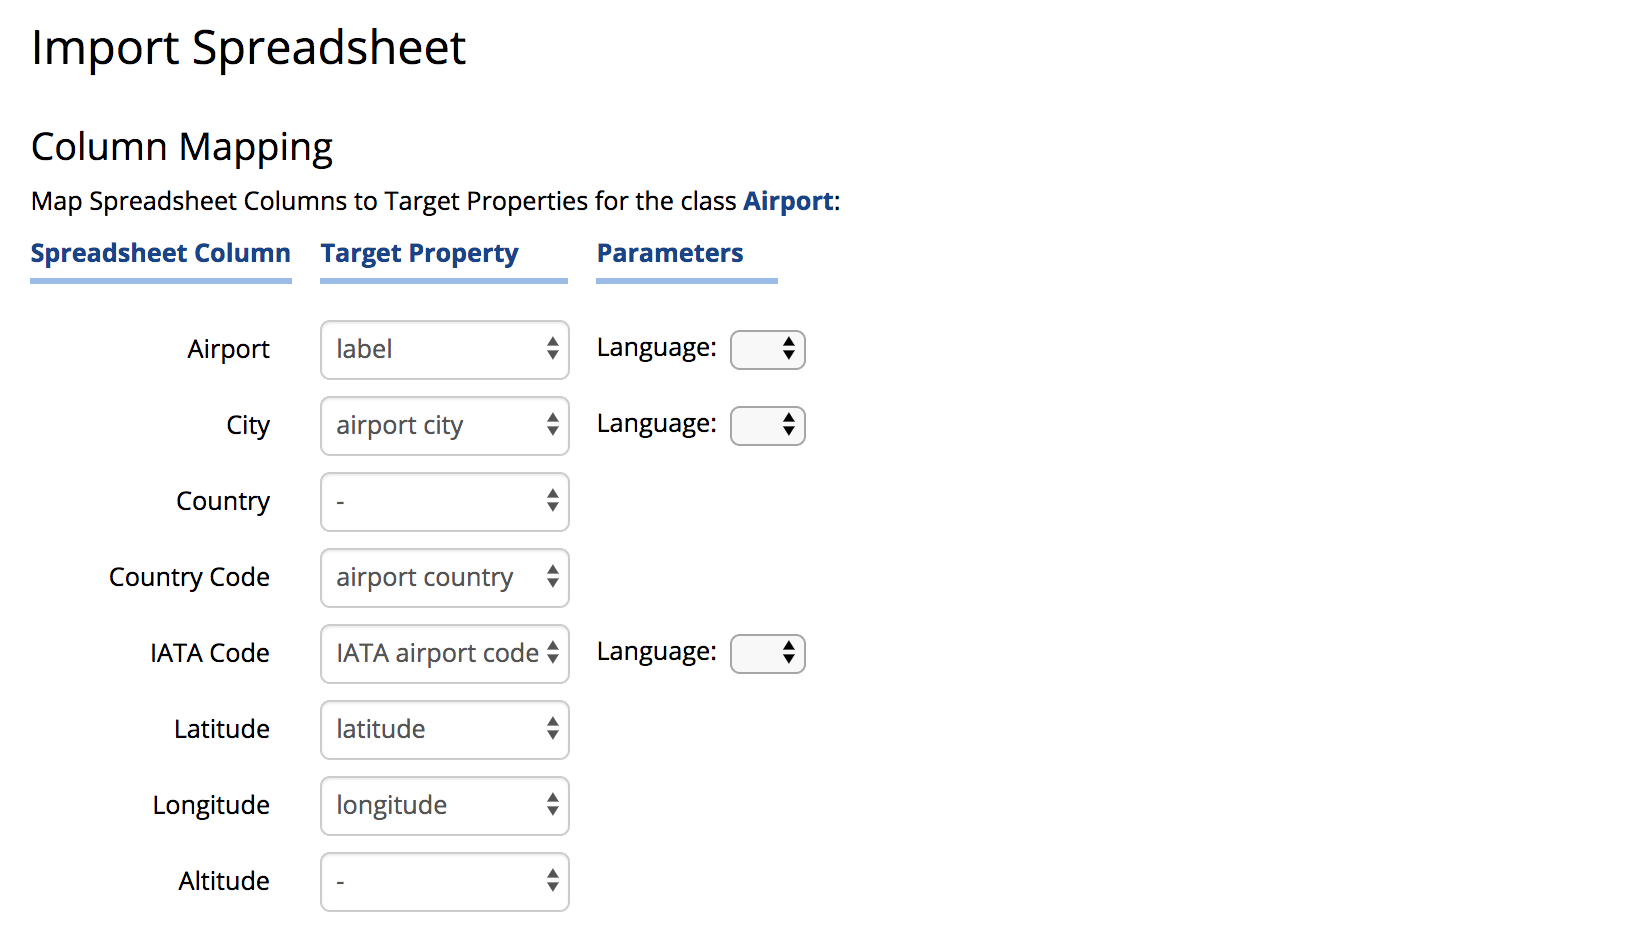 Import Spreadsheet
Column Mapping
Map Spreadsheet Columns to Target Properties for the class Airport:
Spreadsheet Column Target Property Parameters
Airport label Language:
City airport city Language:
Country -
Country Code airport country
IATA Code IATA airport code Language:
Latitude latitude
Longitude longitude
Altitude -